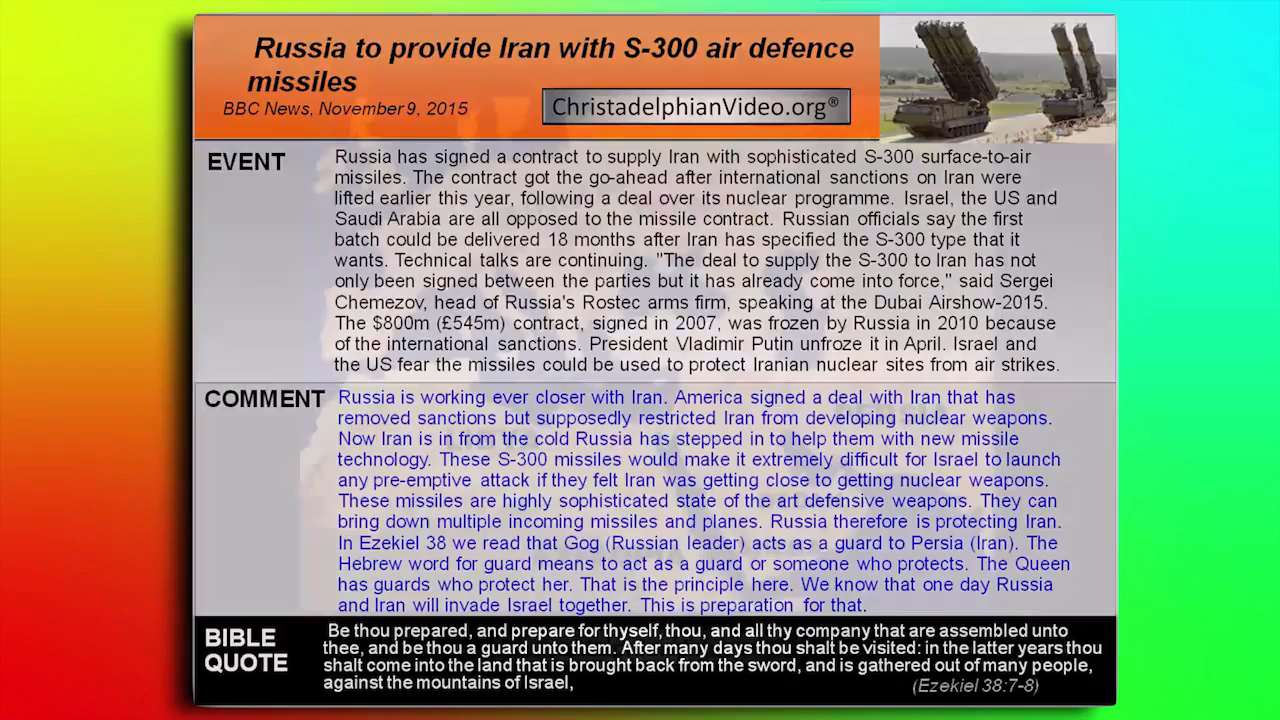 Russia to provide Iran with S-300 air defence
missiles
BBC News, November 9, 2015
ChristadelphianVideo.org®
EVENT
Russia has signed a contract to supply Iran with sophisticated S-300 surface-to-air
missiles. The contract got the go-ahead after international sanctions on Iran were
lifted earlier this year, following a deal over its nuclear programme. Israel, the US and
Saudi Arabia are all opposed to the missile contract. Russian officials say the first
batch could be delivered 18 months after Iran has specified the S-300 type that it
wants. Technical talks are continuing. "The deal to supply the S-300 to Iran has not
only been signed between the parties but it has already come into force," said Sergei
Chemezov, head of Russia's Rostec arms firm, speaking at the Dubai Airshow-2015.
The $800m (£545m) contract, signed in 2007, was frozen by Russia in 2010 because
of the international sanctions. President Vladimir Putin unfroze it in April. Israel and
the US fear the missiles could be used to protect Iranian nuclear sites from air strikes.
COMMENT
Russia is working ever closer with Iran. America signed a deal with Iran that has
removed sanctions but supposedly restricted Iran from developing nuclear weapons.
Now Iran is in from the cold Russia has stepped in to help them with new missile
technology. These S-300 missiles would make it extremely difficult for Israel to launch
any pre-emptive attack if they felt Iran was getting close to getting nuclear weapons.
These missiles are highly sophisticated state of the art defensive weapons. They can
bring down multiple incoming missiles and planes. Russia therefore is protecting Iran.
In Ezekiel 38 we read that Gog (Russian leader) acts as a guard to Persia (Iran). The
Hebrew word for guard means to act as a guard or someone who protects. The Queen
has guards who protect her. That is the principle here. We know that one day Russia
and Iran will invade Israel together. This is preparation for that.
BIBLE
QUOTE
Be thou prepared, and prepare for thyself, thou, and all thy company that are assembled unto
thee, and be thou a guard unto them. After many days thou shalt be visited: in the latter years thou
shalt come into the land that is brought back from the sword, and is gathered out of many people,
against the mountains of Israel,
(Ezekiel 38:7-8)